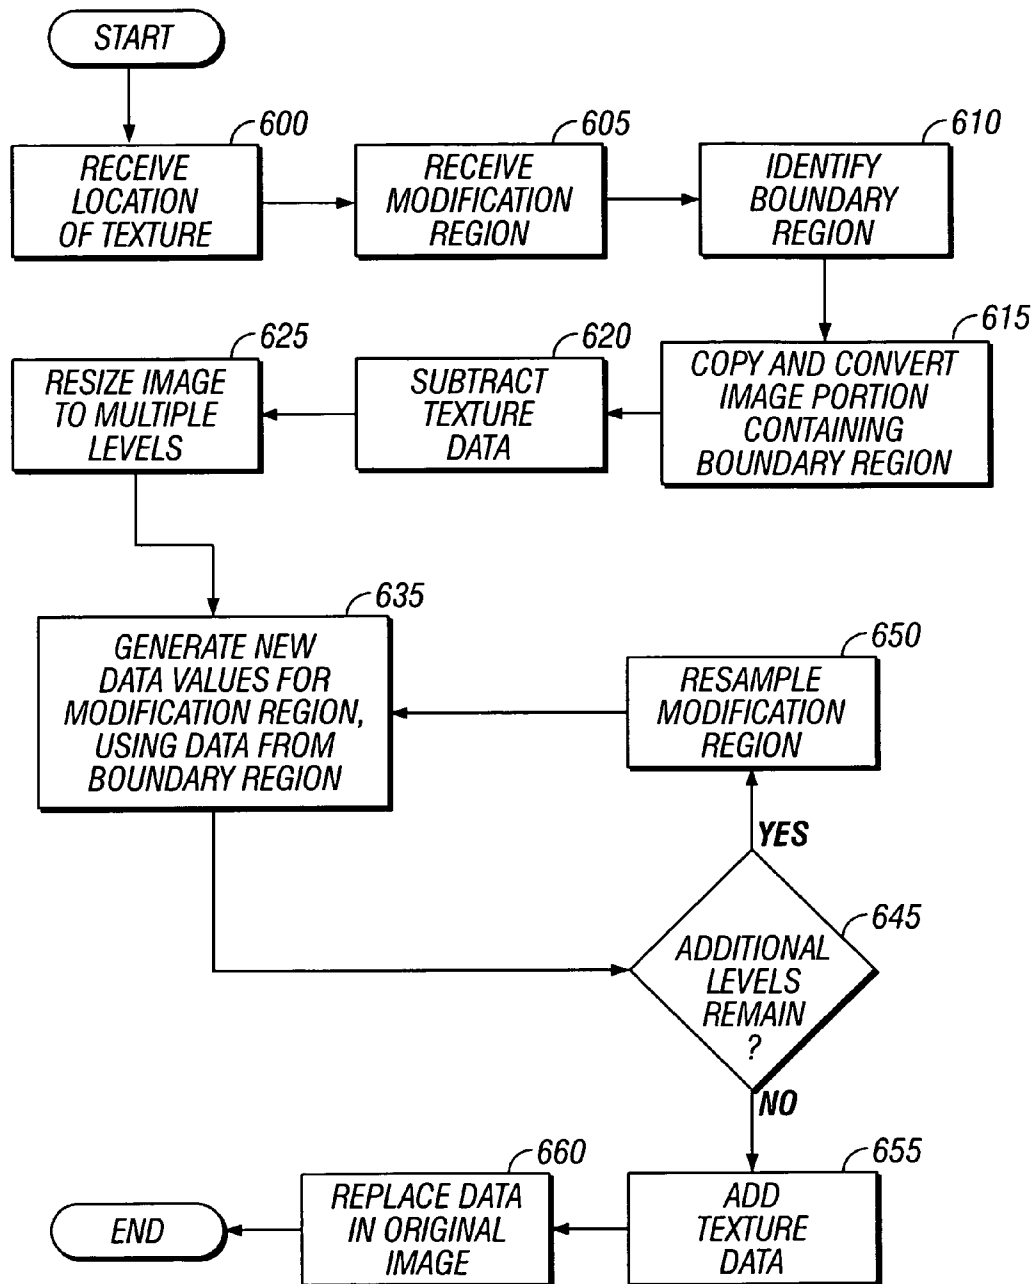 START
600
RECEIVE
LOCATION
OF TEXTURE
605
RECEIVE
MODIFICATION
REGION
610
IDENTIFY
BOUNDARY
REGION
615
COPY AND CONVERT
IMAGE PORTION
CONTAINING
BOUNDARY REGION
620
SUBTRACT
TEXTURE
DATA
625
RESIZE IMAGE
TO MULTIPLE
LEVELS
635
GENERATE NEW
DATA VALUES FOR
MODIFICATION REGION,
USING DATA FROM
BOUNDARY REGION
650
RESAMPLE
MODIFICATION
REGION
YES
645
ADDITIONAL
LEVELS
REMAIN
?
NO
655
ADD
TEXTURE
DATA
660
REPLACE DATA
IN ORIGINAL
IMAGE
END